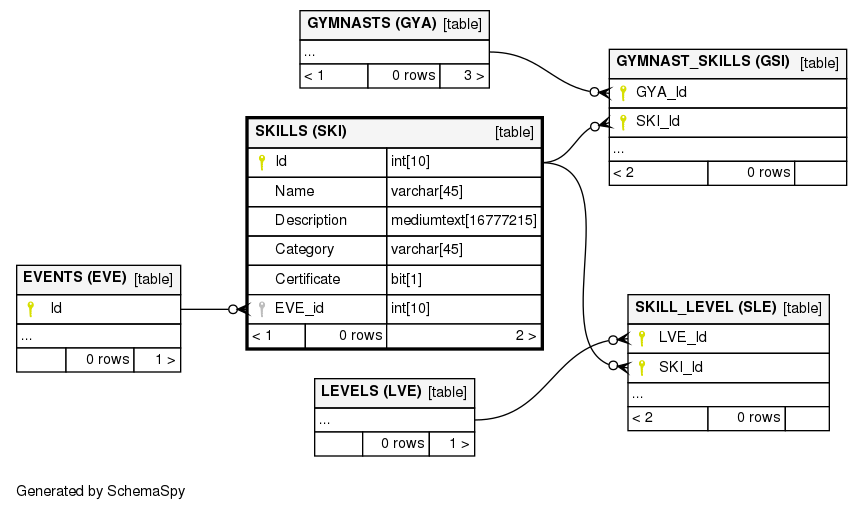 GYMNASTS (GYA) [table]
...
< 1 0 rows 3 >
GYMNAST_SKILLS (GSI) [table]
GYA_Id
SKI_Id
...
< 2 0 rows
SKILLS (SKI) [table]
Id int[10]
Name varchar[45]
Description mediumtext[16777215]
Category varchar[45]
Certificate bit[1]
EVE_id int[10]
< 1 0 rows 2 >
EVENTS (EVE) [table]
Id
...
0 rows 1 >
SKILL_LEVEL (SLE) [table]
LVE_Id
SKI_Id
...
< 2 0 rows
LEVELS (LVE) [table]
...
0 rows 1 >
Generated by SchemaSpy